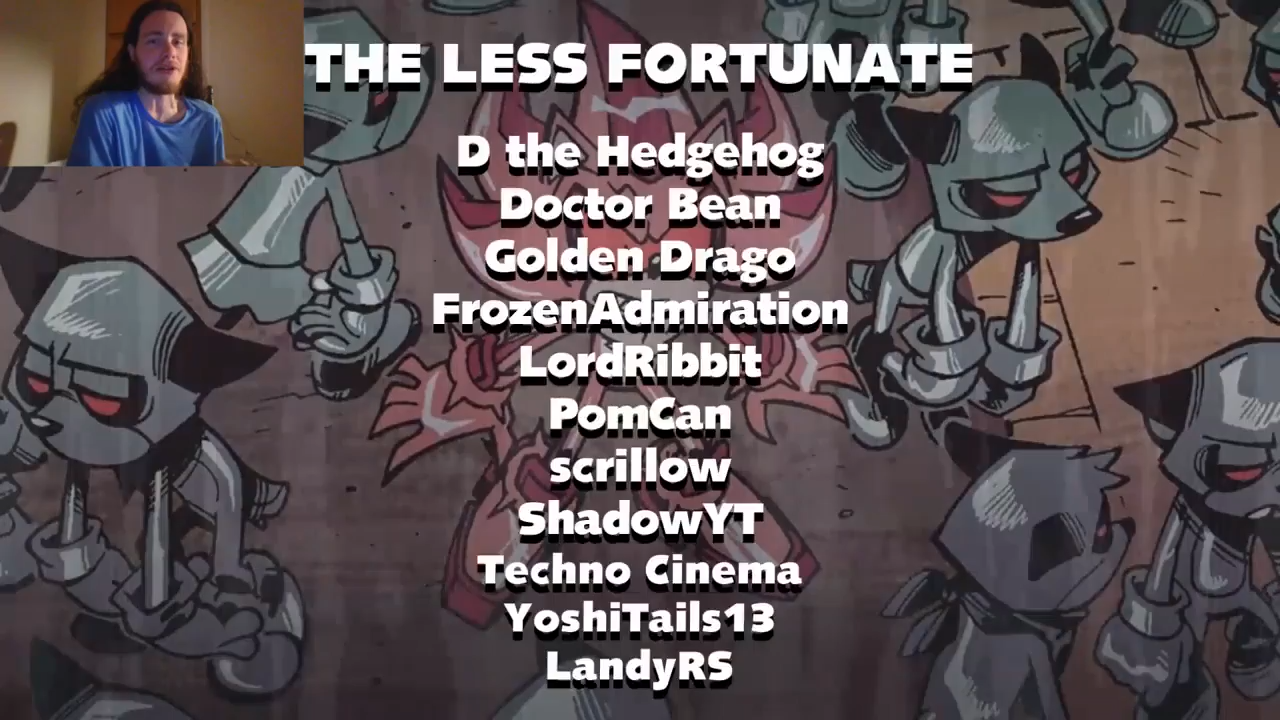 THE LESS FORTUNATE
D the Hedgehog
Doctor Bean
Golden Drago
FrozenAdmiration
LordRibbit
PomCan
scrillow
ShadowYT
Techno Cinema
YoshiTails13
LandyRS